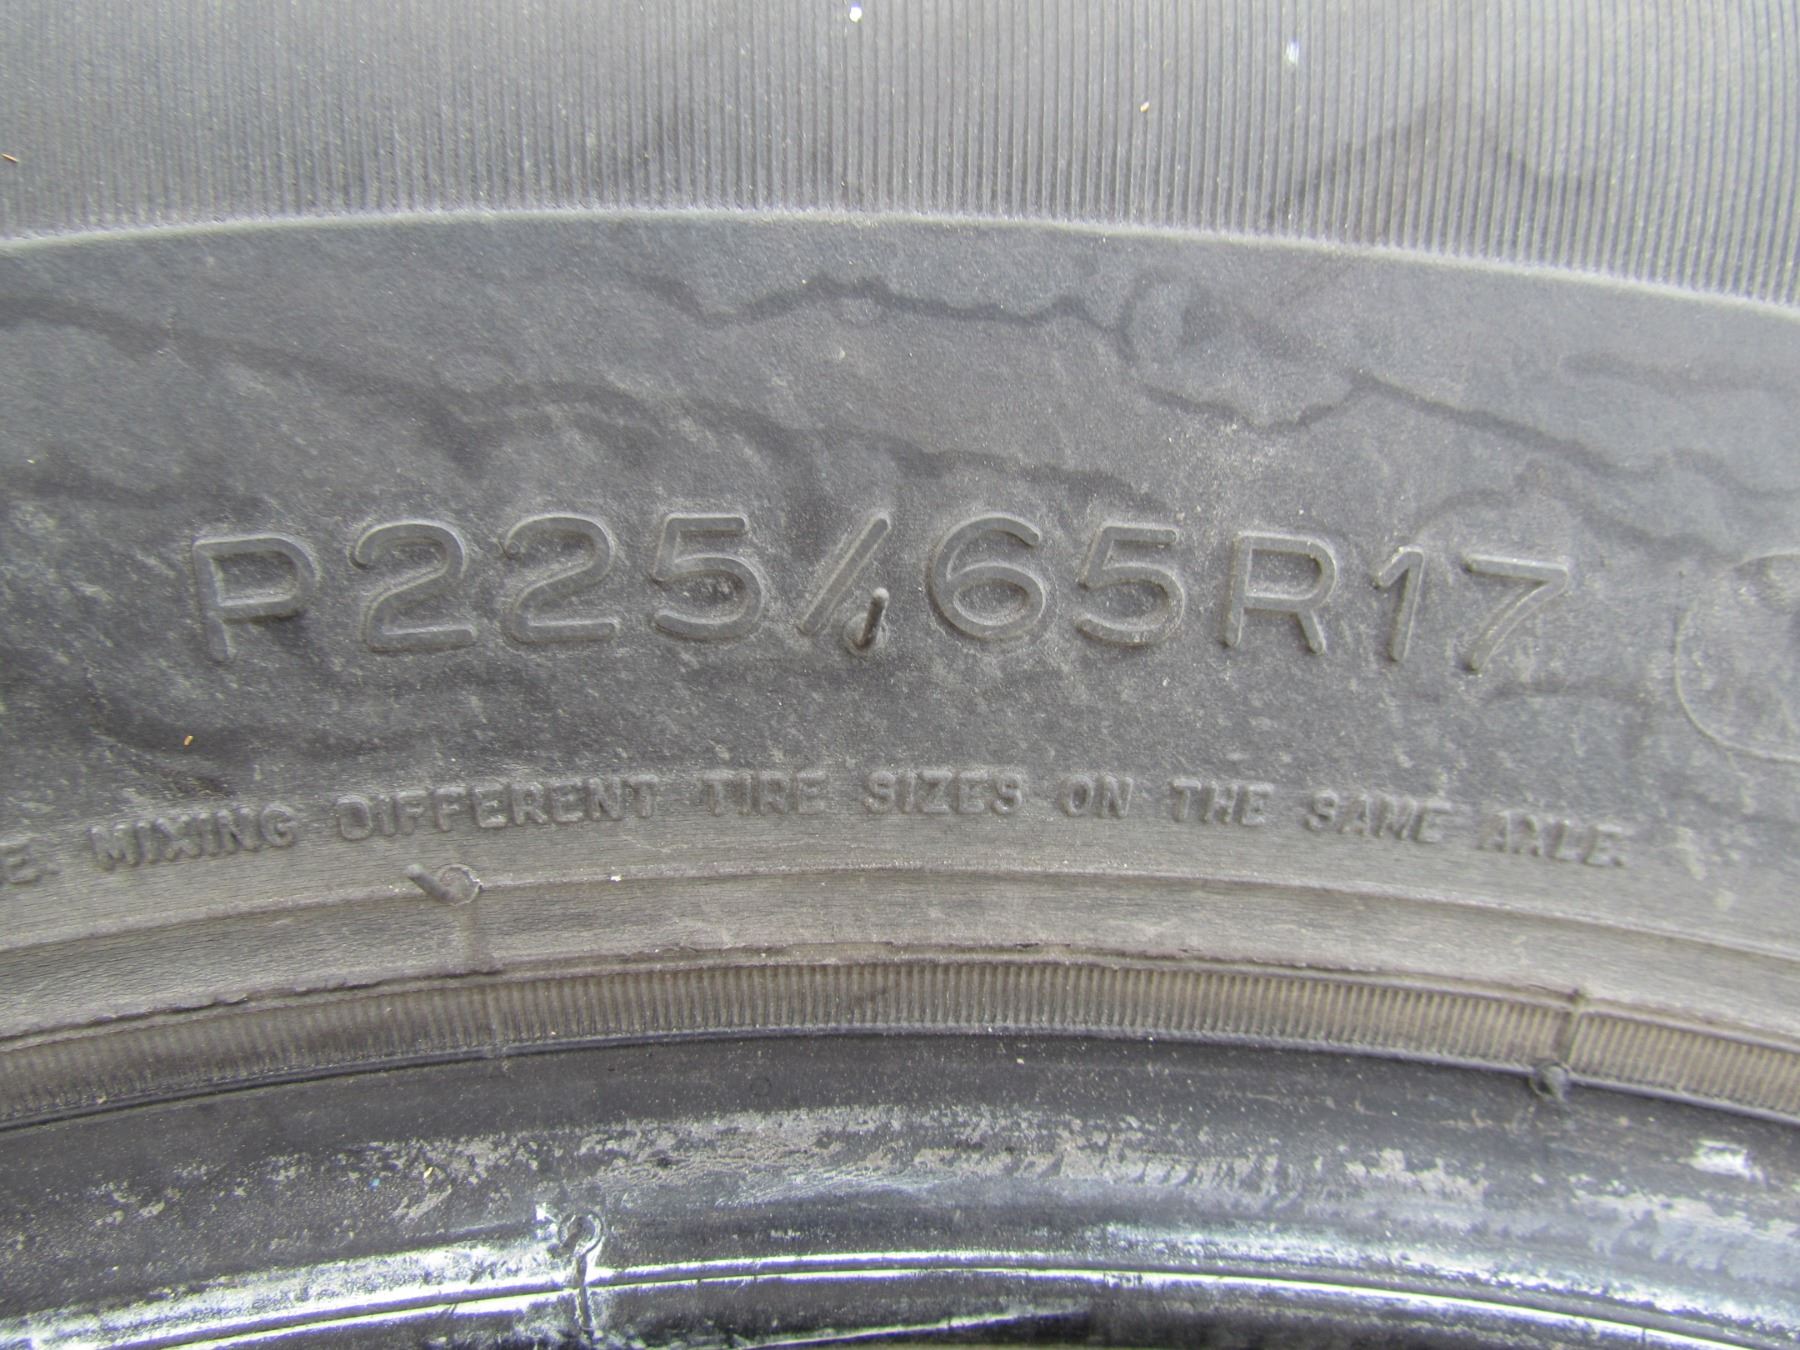 P225/65R17
E. MIXING DIFFERENT TIRE SIZES ON THE SAME AXLE.